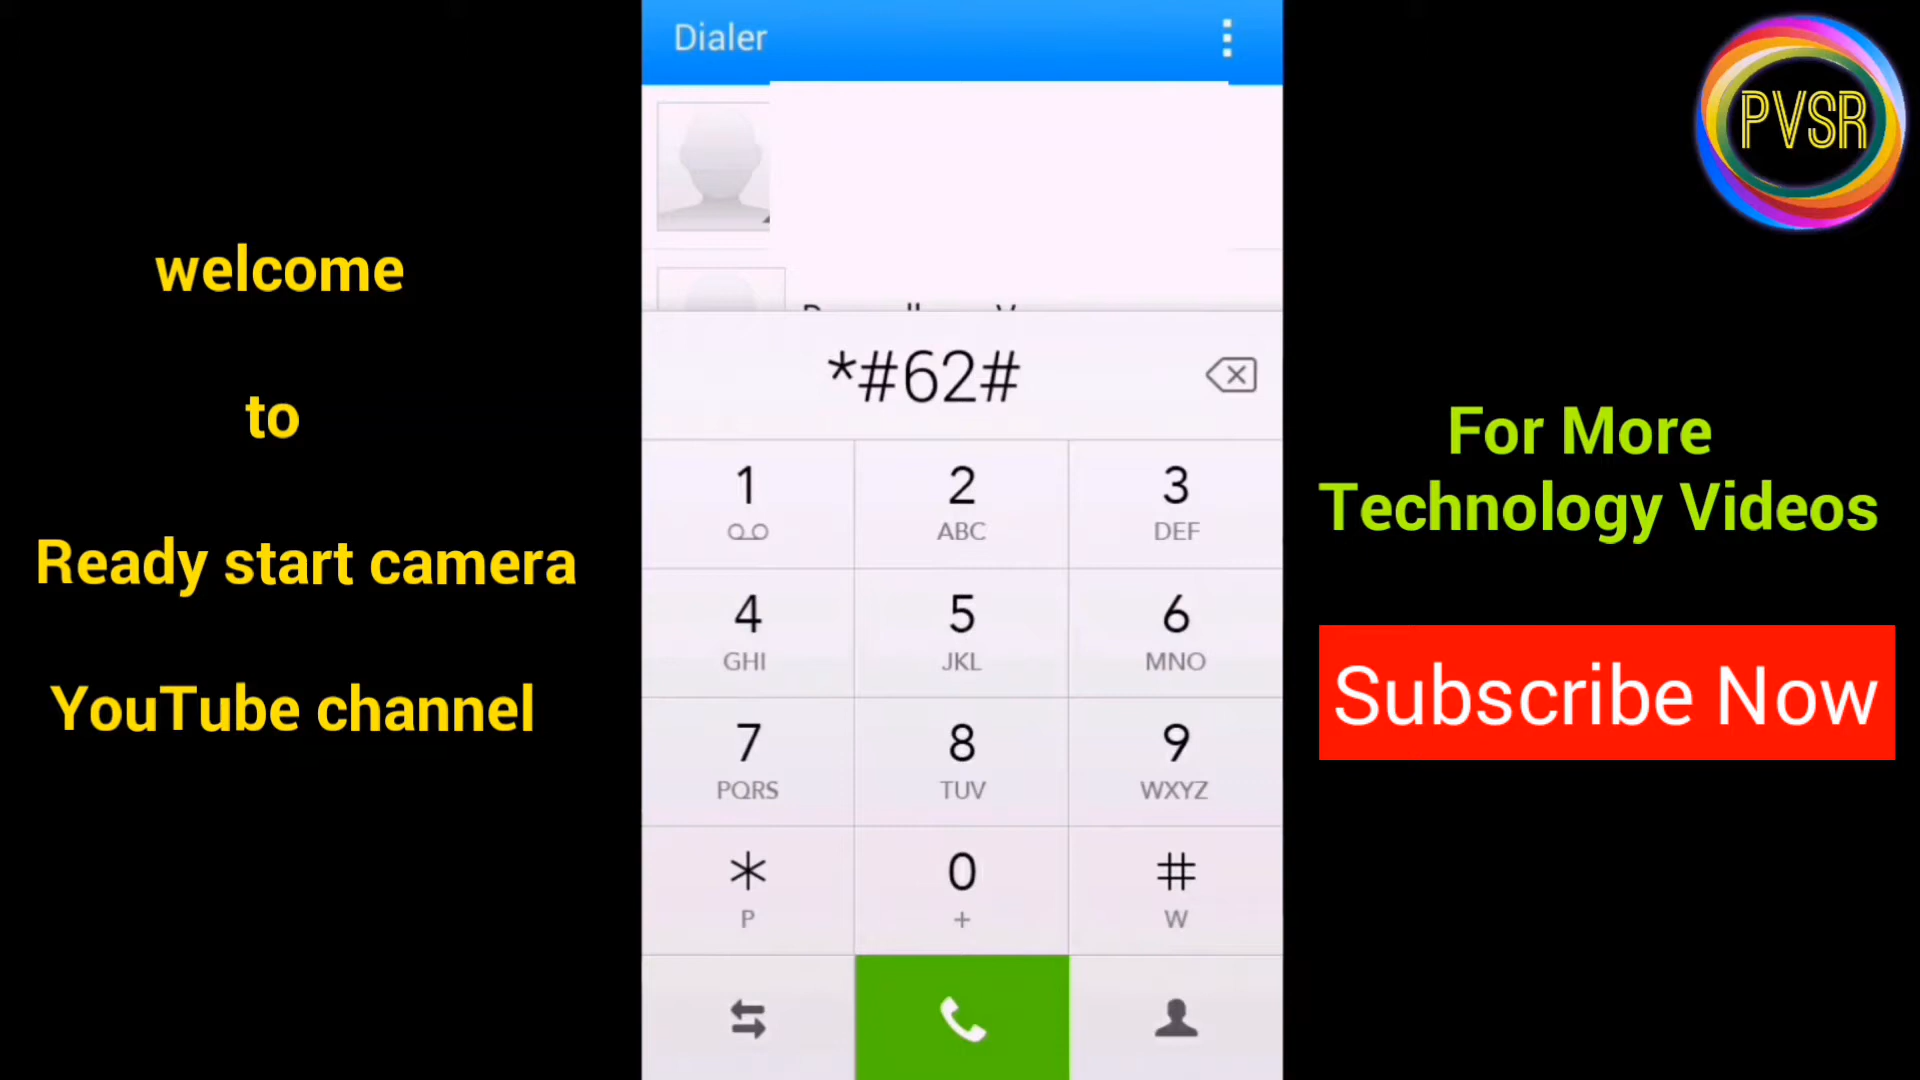 Dialer
PVSR
welcome
to
Ready start camera
YouTube channel
*#62#
1
2
ABC
3
DEF
4
GHI
5
JKL
6
MNO
7
PQRS
8
TUV
9
WXYZ
*
P
0
+
#
W
For More
Technology Videos
Subscribe Now